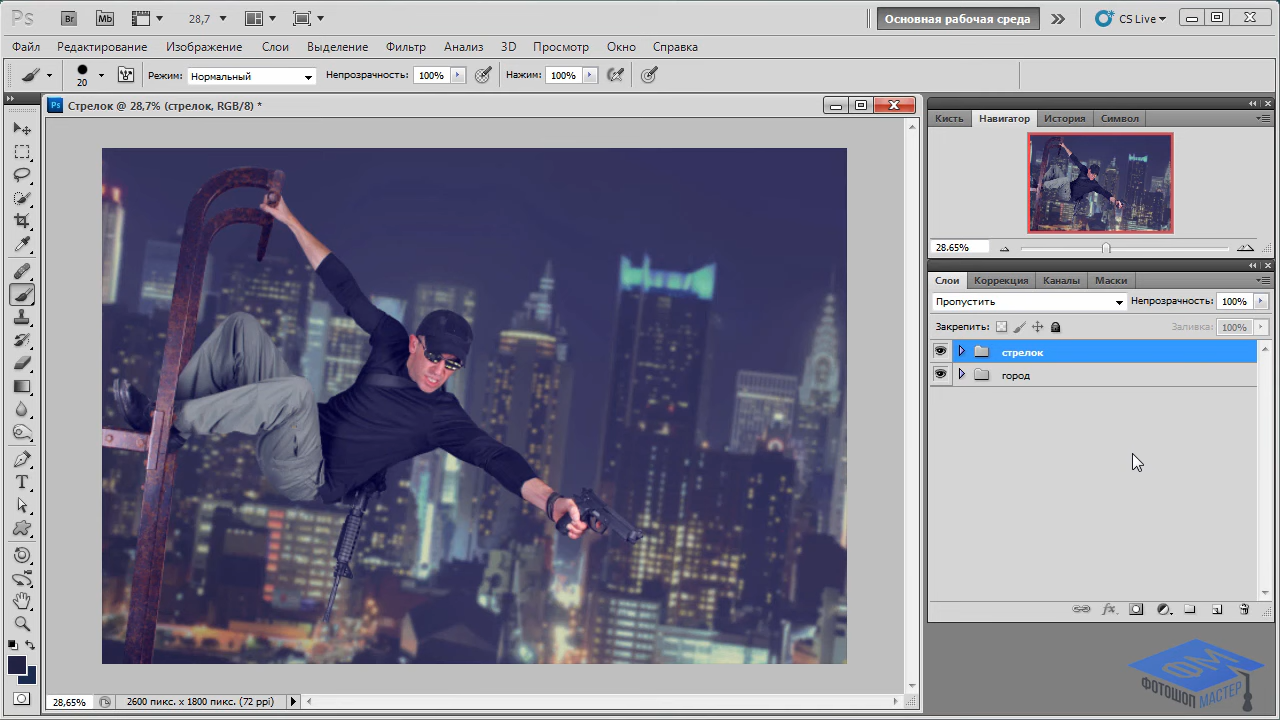 Ps Br Mb 28,7 Основная рабочая среда CS Live
Файл Редактирование Изображение Слои Выделение Фильтр Анализ 3D Просмотр Окно Справка
20 Режим: Нормальный Непрозрачность: 100% Нажим: 100%
Ps Стрелок @ 28,7% (стрелок, RGB/8) *
Кисть Навигатор История Символ
28.65%
Слои Коррекция Каналы Маски
Пропустить Непрозрачность: 100%
Закрепить: Заливка: 100%
стрелок
город
T
fx
ФМ
ФОТОШОП МАСТЕР
28,65% 2600 пикс. x 1800 пикс. (72 ppi)